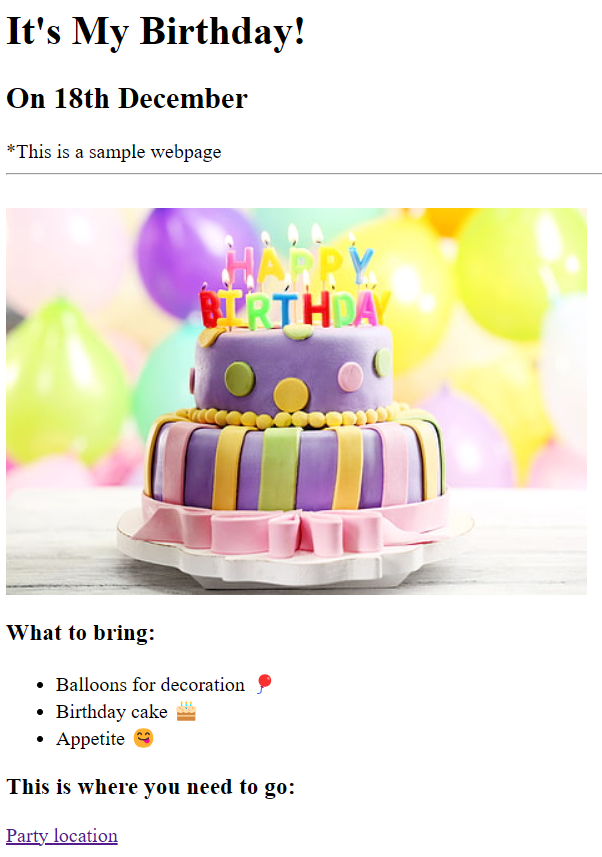 It's My Birthday!
On 18th December
*This is a sample webpage
HAPPY
BIRTHDAY
What to bring:
Balloons for decoration 🎈
Birthday cake 🎂
Appetite 😋
This is where you need to go:
Party location